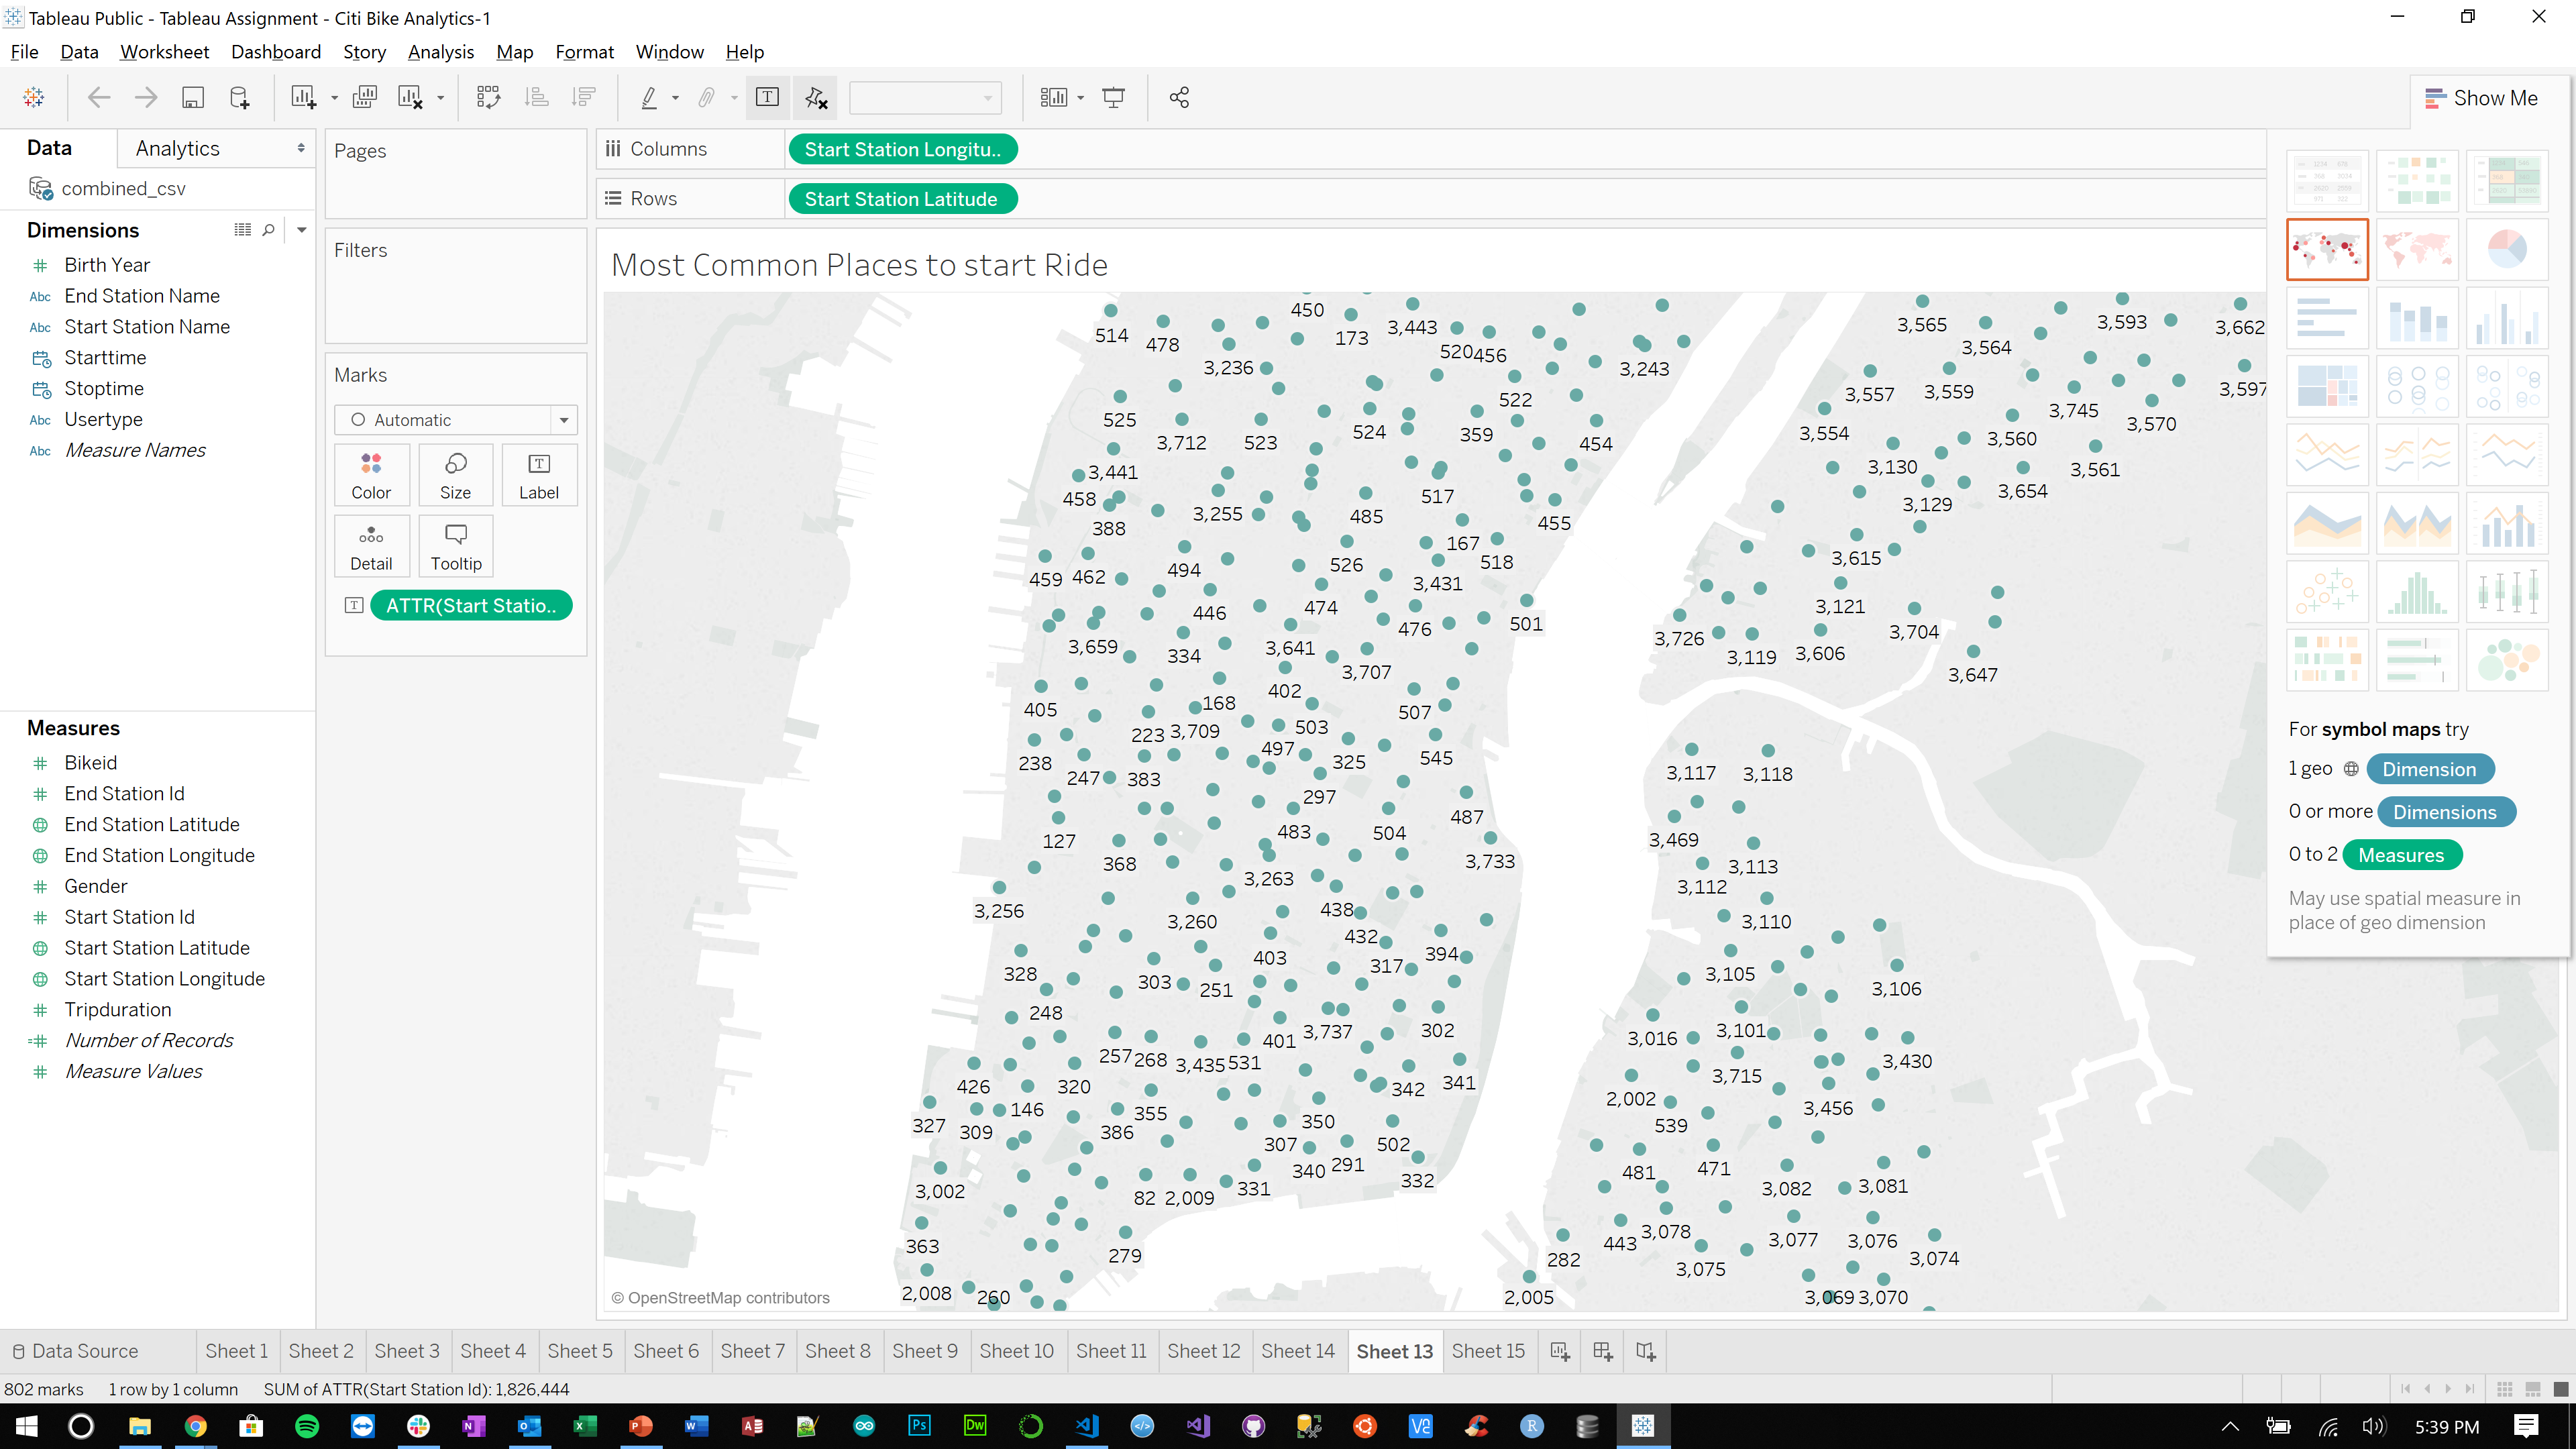 Tableau Public - Tableau Assignment - Citi Bike Analytics-1
File Data Worksheet Dashboard Story Analysis Map Format Window Help
Show Me
Data
Analytics
combined_csv
Dimensions
Birth Year
End Station Name
Start Station Name
Starttime
Stoptime
Usertype
Measure Names
Measures
Bikeid
End Station Id
End Station Latitude
End Station Longitude
Gender
Start Station Id
Start Station Latitude
Start Station Longitude
Tripduration
Number of Records
Measure Values
Pages
Filters
Marks
Automatic
Color Size Label
Detail Tooltip
ATTR(Start Statio..
Columns
Start Station Longitu..
Rows
Start Station Latitude
Most Common Places to start Ride
450
514 478 173 3,443 3,565 3,593 3,662
520 456 3,564
3,236 3,243
522 3,557 3,559 3,597
525 3,745
3,712 523 524 359 454 3,554 3,560 3,570
3,441 3,130 3,561
458 517 3,654
388 3,255 485 455 3,129
167
459 462 494 526 3,431 518 3,615
446 474 3,121
476 501 3,726 3,704
3,659 334 3,641 3,119 3,606
3,707 3,647
405 168 402 507
223 3,709 503
238 497 325 545
247 383 3,117 3,118
297
127 483 504 487 3,469
368 3,733 3,113
3,263 3,112
3,256 3,260 438 3,110
432
328 403 317 394 3,105
303 251 3,106
248 401 3,737 302 3,016 3,101
257 268 3,435 531 3,430
426 320 342 341 3,715
146 355 350 2,002 3,456
327 309 386 539
307 502
340 291 481 471
3,002 82 2,009 331 332 3,082 3,081
363 279 443 3,078 3,077 3,076
282 3,075 3,074
2,008 260 2,005 3,069 3,070
© OpenStreetMap contributors
For symbol maps try
1 geo Dimension
0 or more Dimensions
0 to 2 Measures
May use spatial measure in
place of geo dimension
Data Source Sheet 1 Sheet 2 Sheet 3 Sheet 4 Sheet 5 Sheet 6 Sheet 7 Sheet 8 Sheet 9 Sheet 10 Sheet 11 Sheet 12 Sheet 14 Sheet 13 Sheet 15
802 marks 1 row by 1 column SUM of ATTR(Start Station Id): 1,826,444
5:39 PM